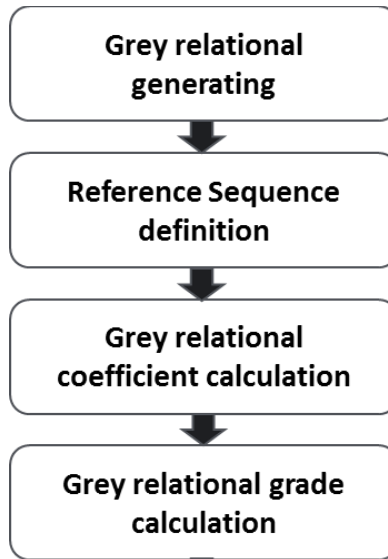 Grey relational
generating
Reference Sequence
definition
Grey relational
coefficient calculation
Grey relational grade
calculation